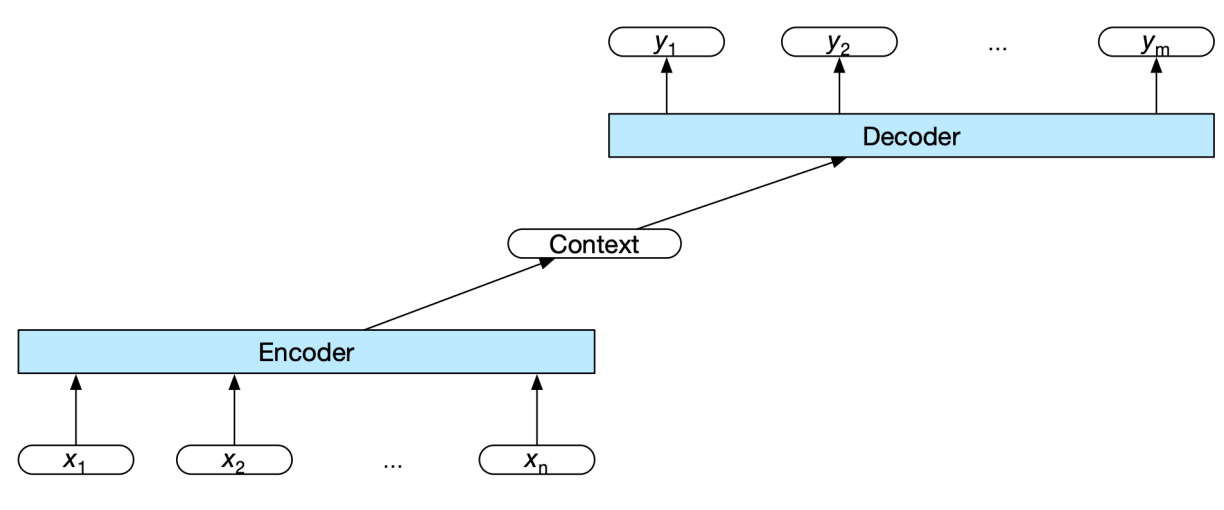 y1 y2 ... ym
Decoder
Context
Encoder
x1 x2 ... xn